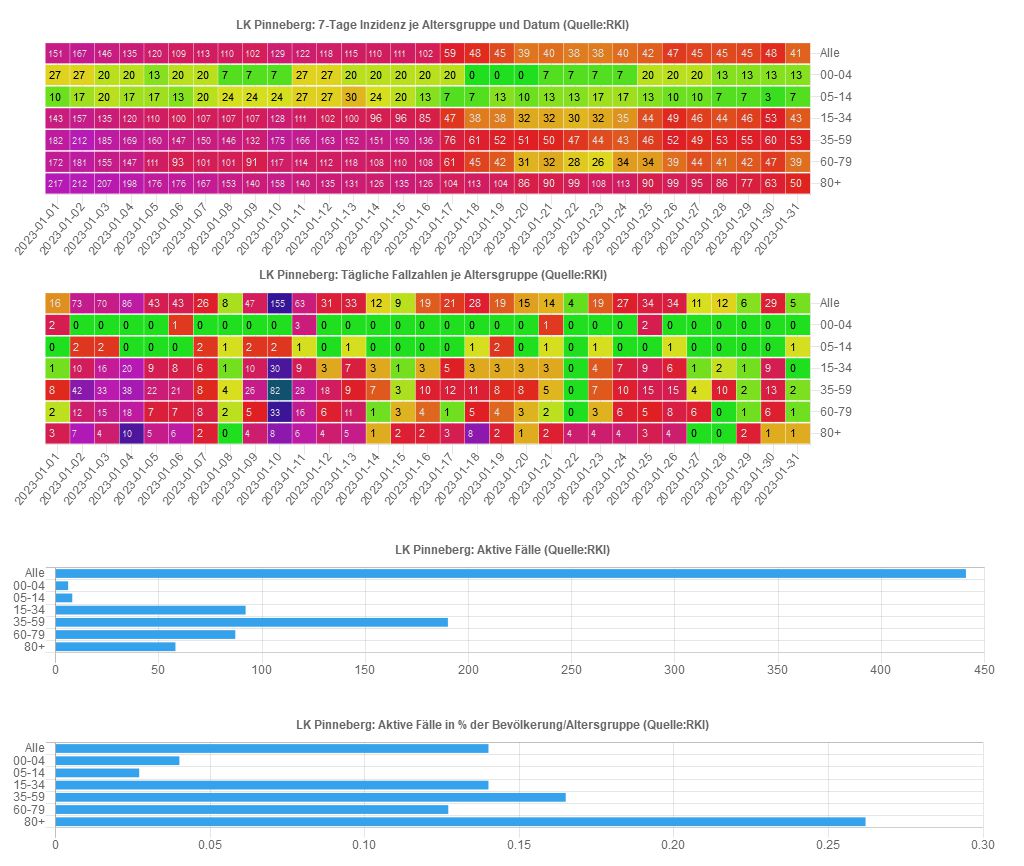 LK Pinneberg: 7-Tage Inzidenz je Altersgruppe und Datum (Quelle:RKI)
151 167 146 135 120 109 113 110 102 129 122 118 115 110 111 102 59 48 45 39 40 38 38 40 42 47 45 45 45 48 41 Alle
27 27 20 20 13 20 20 7 7 7 27 27 20 20 20 20 20 0 0 0 7 7 7 7 20 20 20 13 13 13 13 00-04
10 17 20 17 17 13 20 24 24 24 27 27 30 24 20 13 7 7 13 10 13 13 17 17 13 10 10 7 7 3 7 05-14
143 157 135 120 110 100 107 107 107 128 111 102 100 96 96 85 47 38 38 32 32 30 32 35 44 49 46 44 46 53 43 15-34
182 212 185 169 160 147 150 146 132 175 166 163 152 151 135 130 76 61 52 51 50 47 44 43 46 52 49 53 55 60 53 35-59
172 181 155 147 111 93 101 101 91 117 114 112 118 108 110 108 61 45 42 31 32 28 26 34 34 39 44 41 42 47 39 60-79
217 212 207 198 176 176 167 153 140 158 140 135 131 126 135 126 104 113 104 86 90 99 108 113 90 99 95 86 77 63 50 80+
2023-01-01 2023-01-02 2023-01-03 2023-01-04 2023-01-05 2023-01-06 2023-01-07 2023-01-08 2023-01-09 2023-01-10 2023-01-11 2023-01-12 2023-01-13 2023-01-14 2023-01-15 2023-01-16 2023-01-17 2023-01-18 2023-01-19 2023-01-20 2023-01-21 2023-01-22 2023-01-23 2023-01-24 2023-01-25 2023-01-26 2023-01-27 2023-01-28 2023-01-29 2023-01-30 2023-01-31
LK Pinneberg: Tägliche Fallzahlen je Altersgruppe (Quelle:RKI)
16 73 70 86 43 43 26 8 47 155 63 31 33 12 9 19 21 28 19 15 14 4 19 27 34 34 11 12 6 29 5 Alle
2 0 0 0 0 1 0 0 0 0 3 0 0 0 0 0 0 0 0 0 1 0 0 0 2 0 0 0 0 0 0 00-04
0 2 2 0 0 0 2 1 2 2 1 0 1 0 0 0 0 1 2 0 1 0 1 0 0 1 0 0 0 0 1 05-14
1 10 16 20 9 8 6 1 10 30 9 3 7 3 1 3 5 3 3 3 3 0 4 7 9 6 1 2 1 9 0 15-34
8 42 33 38 22 21 8 4 26 82 28 18 9 7 3 10 12 11 8 8 5 0 7 10 15 15 4 10 2 13 2 35-59
2 12 15 18 7 7 8 2 5 33 16 6 11 1 3 4 1 5 4 3 2 0 3 6 5 8 6 0 1 6 1 60-79
3 7 4 10 5 6 2 0 4 8 6 4 5 1 2 2 3 8 2 1 2 4 4 4 3 4 0 0 2 1 1 80+
2023-01-01 2023-01-02 2023-01-03 2023-01-04 2023-01-05 2023-01-06 2023-01-07 2023-01-08 2023-01-09 2023-01-10 2023-01-11 2023-01-12 2023-01-13 2023-01-14 2023-01-15 2023-01-16 2023-01-17 2023-01-18 2023-01-19 2023-01-20 2023-01-21 2023-01-22 2023-01-23 2023-01-24 2023-01-25 2023-01-26 2023-01-27 2023-01-28 2023-01-29 2023-01-30 2023-01-31
LK Pinneberg: Aktive Fälle (Quelle:RKI)
Alle
00-04
05-14
15-34
35-59
60-79
80+
0 50 100 150 200 250 300 350 400 450
LK Pinneberg: Aktive Fälle in % der Bevölkerung/Altersgruppe (Quelle:RKI)
Alle
00-04
05-14
15-34
35-59
60-79
80+
0 0.05 0.10 0.15 0.20 0.25 0.30